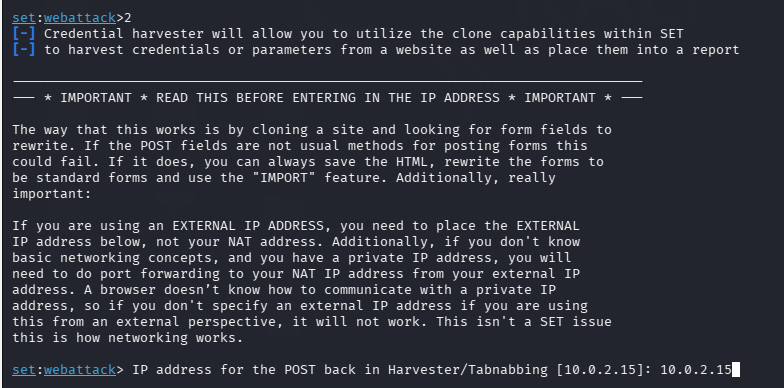 set:webattack>2
[-] Credential harvester will allow you to utilize the clone capabilities within SET
[-] to harvest credentials or parameters from a website as well as place them into a report
-------------------------------------------------------------------------------
--- * IMPORTANT * READ THIS BEFORE ENTERING IN THE IP ADDRESS * IMPORTANT * ---
The way that this works is by cloning a site and looking for form fields to
rewrite. If the POST fields are not usual methods for posting forms this
could fail. If it does, you can always save the HTML, rewrite the forms to
be standard forms and use the "IMPORT" feature. Additionally, really
important:
If you are using an EXTERNAL IP ADDRESS, you need to place the EXTERNAL
IP address below, not your NAT address. Additionally, if you don't know
basic networking concepts, and you have a private IP address, you will
need to do port forwarding to your NAT IP address from your external IP
address. A browser doesn’t know how to communicate with a private IP
address, so if you don't specify an external IP address if you are using
this from an external perspective, it will not work. This isn't a SET issue
this is how networking works.
set:webattack> IP address for the POST back in Harvester/Tabnabbing [10.0.2.15]: 10.0.2.15